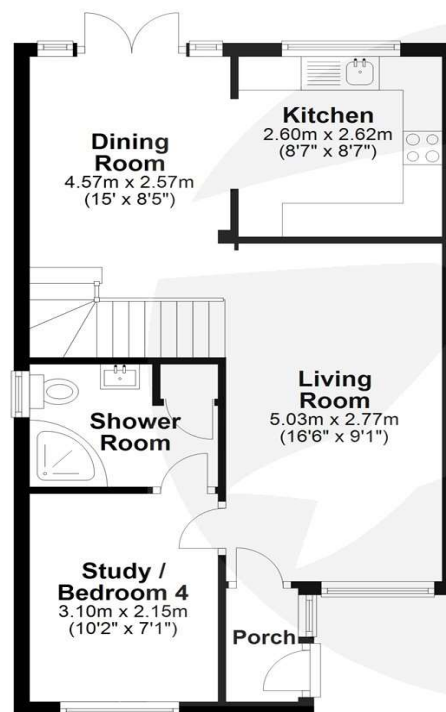 Dining
Room
4.57m x 2.57m
(15' x 8'5")
Kitchen
2.60m x 2.62m
(8'7" x 8'7")
Living
Room
5.03m x 2.77m
(16'6" x 9'1")
Shower
Room
Study /
Bedroom 4
3.10m x 2.15m
(10'2" x 7'1")
Porch